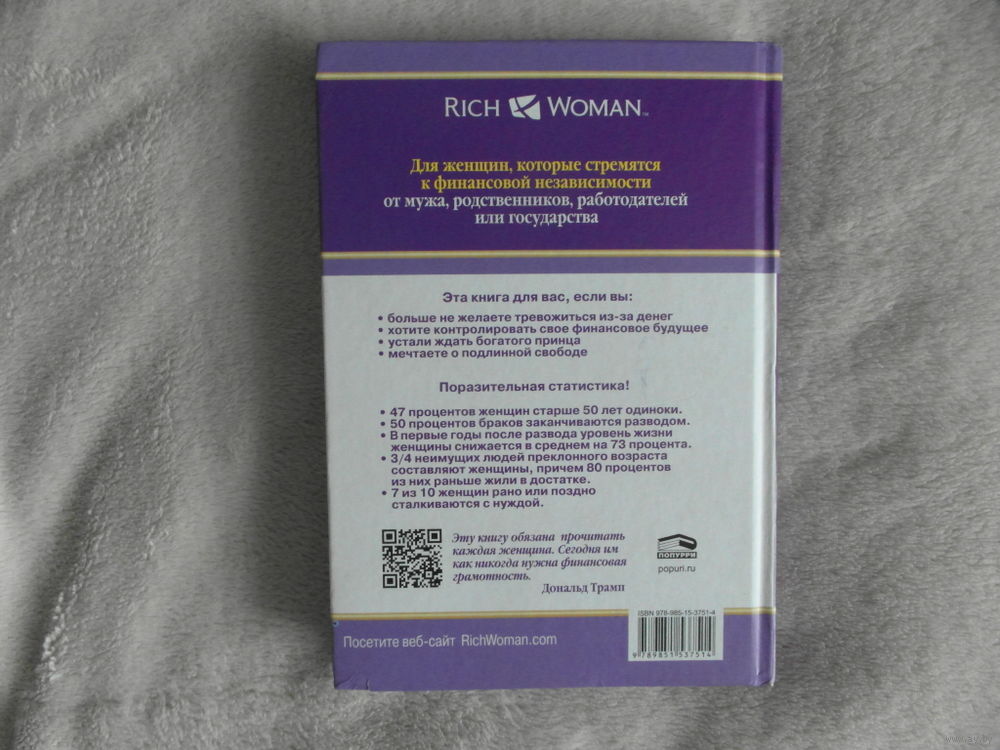 RICH WOMAN™
Для женщин, которые стремятся
к финансовой независимости
от мужа, родственников, работодателей
или государства
Эта книга для вас, если вы:
• больше не желаете тревожиться из-за денег
• хотите контролировать свое финансовое будущее
• устали ждать богатого принца
• мечтаете о подлинной свободе
Поразительная статистика!
• 47 процентов женщин старше 50 лет одиноки.
• 50 процентов браков заканчиваются разводом.
• В первые годы после развода уровень жизни
женщины снижается в среднем на 73 процента.
• 3/4 неимущих людей преклонного возраста
составляют женщины, причем 80 процентов
из них раньше жили в достатке.
• 7 из 10 женщин рано или поздно
сталкиваются с нуждой.
Эту книгу обязана прочитать
каждая женщина. Сегодня им
как никогда нужна финансовая
грамотность.
Дональд Трамп
ПОПУРРИ
popuri.ru
ISBN 978-985-15-3751-4
9 789851 537514
Посетите веб-сайт RichWoman.com